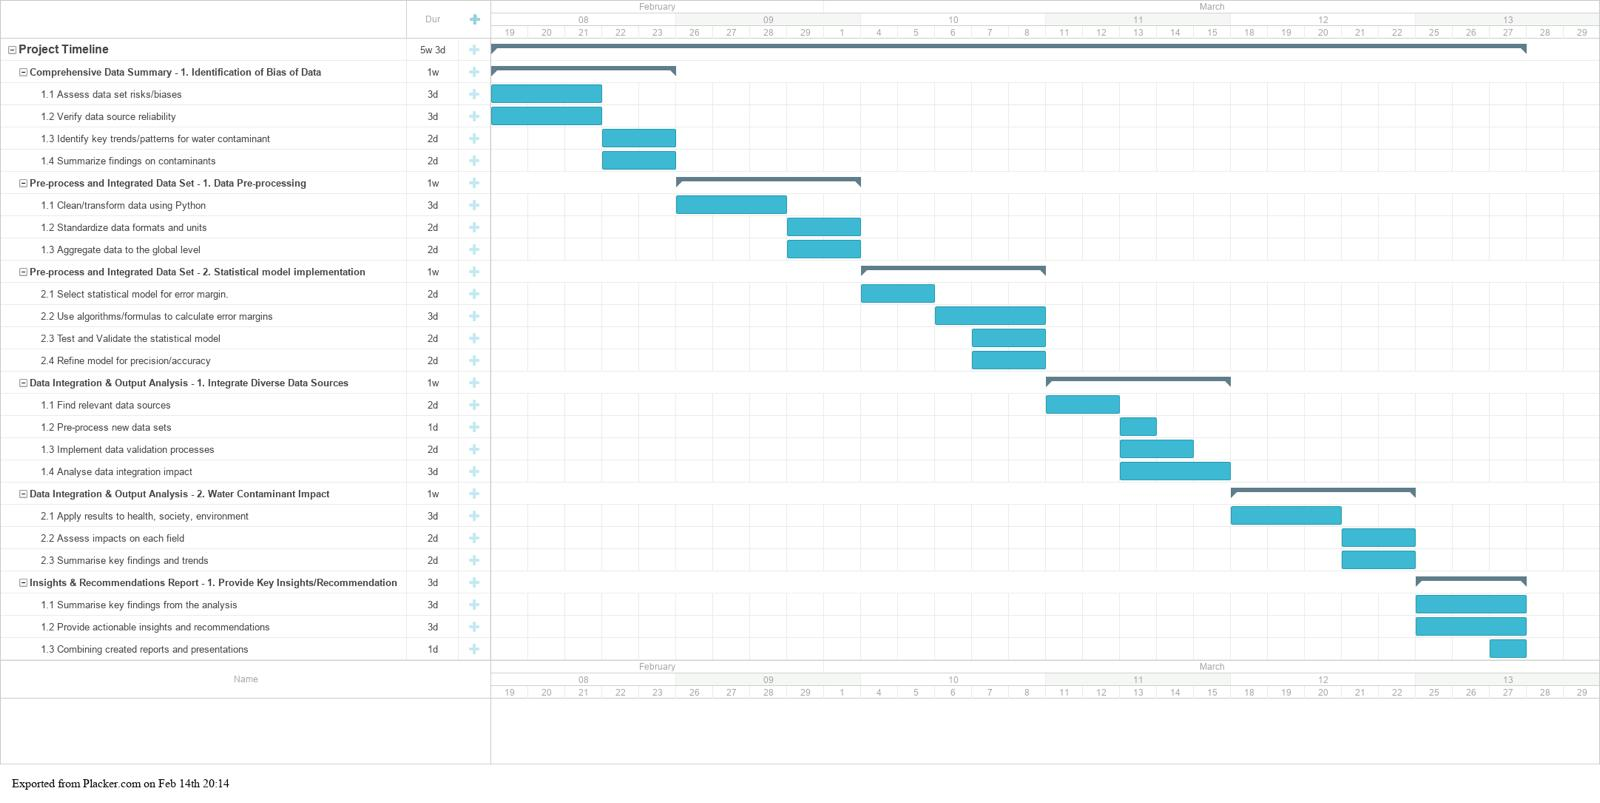 February March
Dur 08 09 10 11 12 13
19 20 21 22 23 26 27 28 29 1 4 5 6 7 8 11 12 13 14 15 18 19 20 21 22 25 26 27 28 29
Project Timeline 5w 3d
Comprehensive Data Summary - 1. Identification of Bias of Data 1w
1.1 Assess data set risks/biases 3d
1.2 Verify data source reliability 3d
1.3 Identify key trends/patterns for water contaminant 2d
1.4 Summarize findings on contaminants 2d
Pre-process and Integrated Data Set - 1. Data Pre-processing 1w
1.1 Clean/transform data using Python 3d
1.2 Standardize data formats and units 2d
1.3 Aggregate data to the global level 2d
Pre-process and Integrated Data Set - 2. Statistical model implementation 1w
2.1 Select statistical model for error margin. 2d
2.2 Use algorithms/formulas to calculate error margins 3d
2.3 Test and Validate the statistical model 2d
2.4 Refine model for precision/accuracy 2d
Data Integration & Output Analysis - 1. Integrate Diverse Data Sources 1w
1.1 Find relevant data sources 2d
1.2 Pre-process new data sets 1d
1.3 Implement data validation processes 2d
1.4 Analyse data integration impact 3d
Data Integration & Output Analysis - 2. Water Contaminant Impact 1w
2.1 Apply results to health, society, environment 3d
2.2 Assess impacts on each field 2d
2.3 Summarise key findings and trends 2d
Insights & Recommendations Report - 1. Provide Key Insights/Recommendation 3d
1.1 Summarise key findings from the analysis 3d
1.2 Provide actionable insights and recommendations 3d
1.3 Combining created reports and presentations 1d
February March
Name 08 09 10 11 12 13
19 20 21 22 23 26 27 28 29 1 4 5 6 7 8 11 12 13 14 15 18 19 20 21 22 25 26 27 28 29
Exported from Placker.com on Feb 14th 20:14